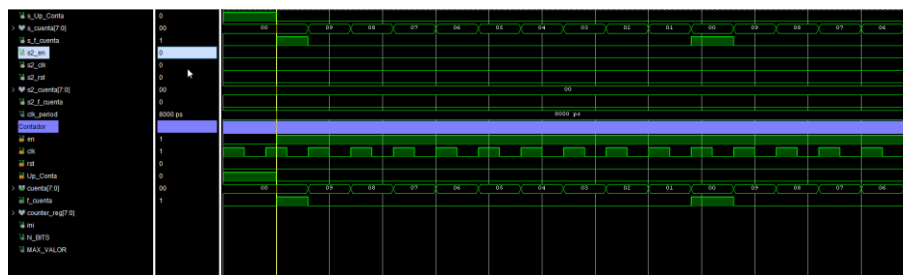 s_Up_Conta 0
s_cuenta[7:0] 00 00 09 08 07 06 05 04 03 02 01 00 09 08 07 06
s_f_cuenta 1
s2_en 0
s2_clk 0
s2_rst 0
s2_cuenta[7:0] 00 00
s2_f_cuenta 0
clk_period 8000 ps 8000 ps
Contador
en 1
clk 1
rst 0
Up_Conta 0
cuenta[7:0] 00 00 09 08 07 06 05 04 03 02 01 00 09 08 07 06
f_cuenta 1
counter_reg[7:0]
ini
N_BITS
MAX_VALOR